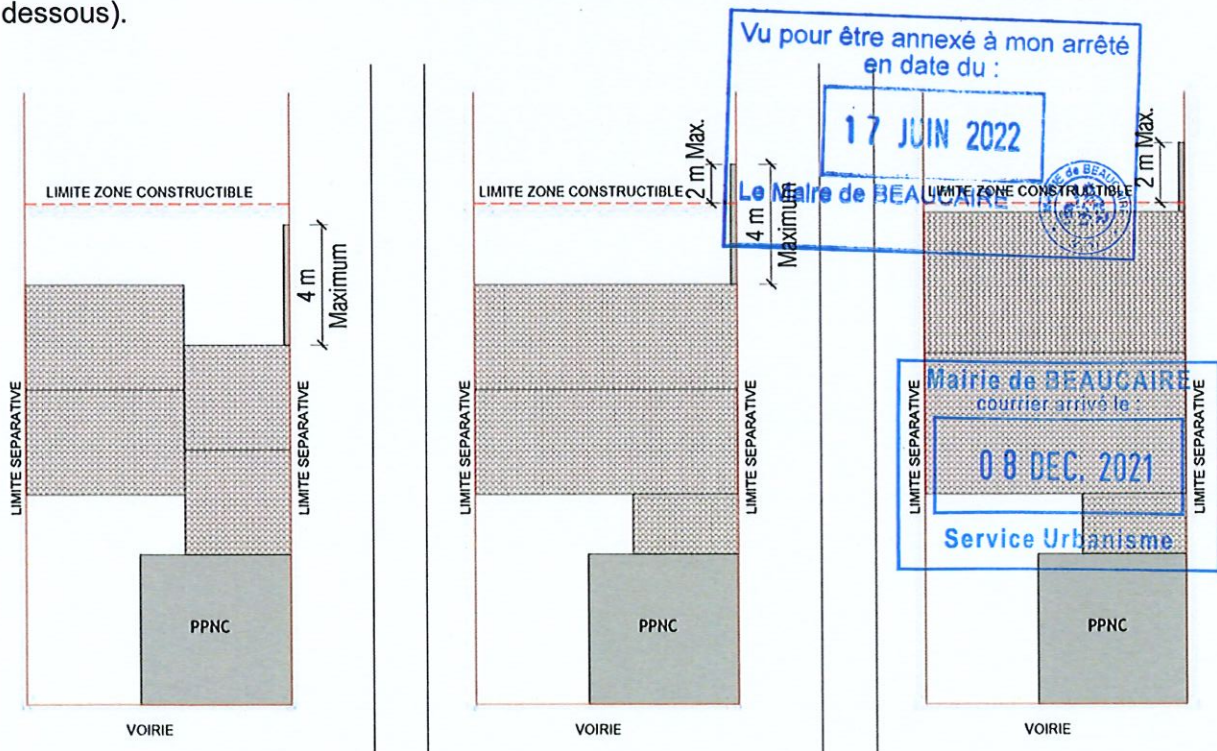 dessous).
Vu pour être annexé à mon arrêté
en date du :
17 JUIN 2022
Le Maire de BEAUCAIRE
MAIRIE de BEAUCAIRE
LIMITE ZONE CONSTRUCTIBLE
4 m
Maximum
LIMITE SEPARATIVE
LIMITE SEPARATIVE
PPNC
VOIRIE
LIMITE ZONE CONSTRUCTIBLE
2 m Max.
4 m
Maximum
LIMITE SEPARATIVE
LIMITE SEPARATIVE
PPNC
VOIRIE
LIMITE ZONE CONSTRUCTIBLE
2 m Max.
LIMITE SEPARATIVE
LIMITE SEPARATIVE
Mairie de BEAUCAIRE
courrier arrivé le :
08 DEC. 2021
Service Urbanisme
PPNC
VOIRIE